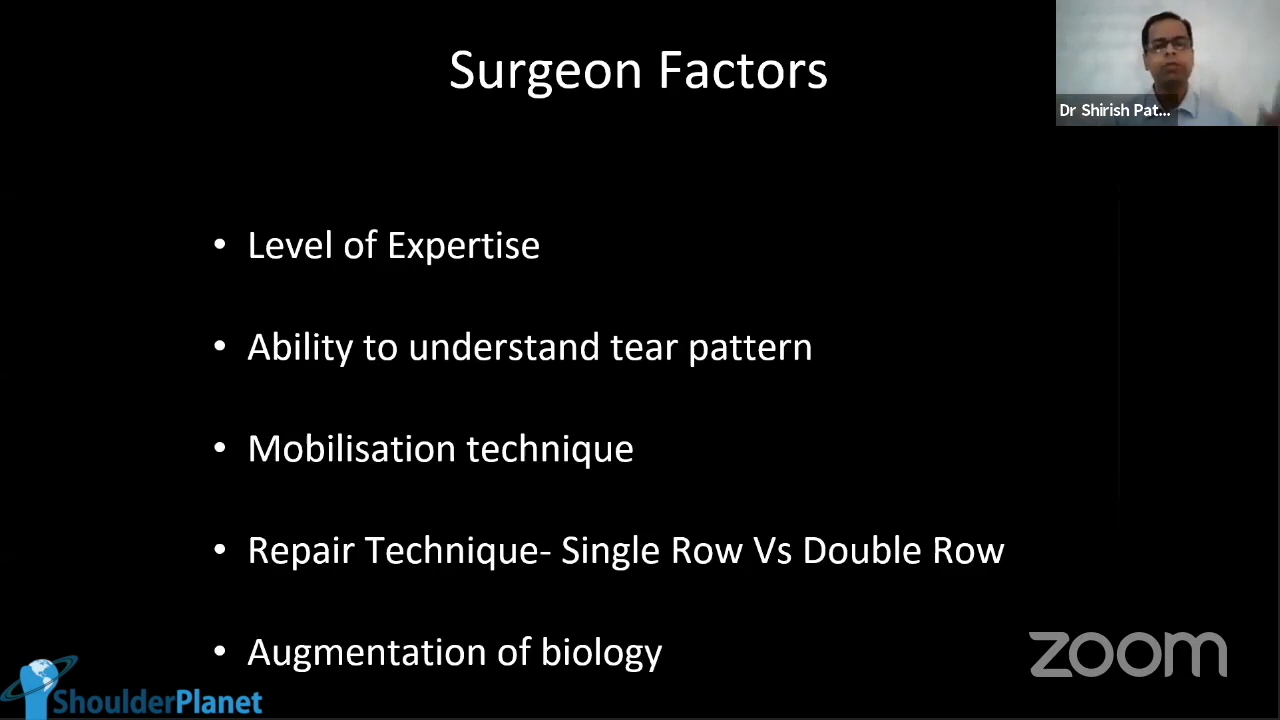 Surgeon Factors
Dr Shirish Pat...
• Level of Expertise
• Ability to understand tear pattern
• Mobilisation technique
• Repair Technique- Single Row Vs Double Row
• Augmentation of biology
zoom
ShoulderPlanet